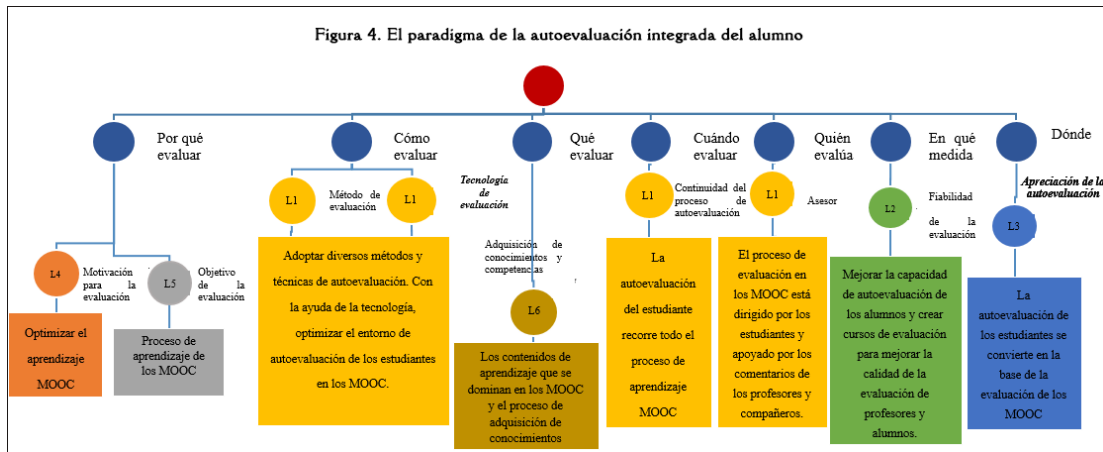 Figura 4. El paradigma de la autoevaluación integrada del alumno
Por qué
evaluar
Cómo
evaluar
Qué
evaluar
Cuándo
evaluar
Quién
evalúa
En qué
medida
Dónde
L1
Método de
evaluación
L1
Tecnología
de
evaluación
Adquisición de
conocimientos y
competencias
L1
Continuidad del
proceso de
autoevaluación
L1
Asesor
L2
Fiabilidad
de la
evaluación
Apreciación de la
autoevaluación
L3
L4
Motivación
para la
evaluación
L5
Objetivo de
la
evaluación
L6
Optimizar el
aprendizaje
MOOC
Proceso de
aprendizaje de
los MOOC
Adoptar diversos métodos y
técnicas de autoevaluación. Con
la ayuda de la tecnología,
optimizar el entorno de
autoevaluación de los estudiantes
en los MOOC.
Los contenidos de
aprendizaje que se
dominan en los MOOC
y el proceso de
adquisición de
conocimientos
La
autoevaluación
del estudiante
recorre todo el
proceso de
aprendizaje
MOOC
El proceso de
evaluación en
los MOOC está
dirigido por los
estudiantes y
apoyado por los
comentarios de
los profesores y
compañeros.
Mejorar la capacidad
de autoevaluación de
los alumnos y crear
cursos de evaluación
para mejorar la
calidad de la
evaluación de
profesores y
alumnos.
La
autoevaluación de
los estudiantes se
convierte en la
base de la
evaluación de los
MOOC